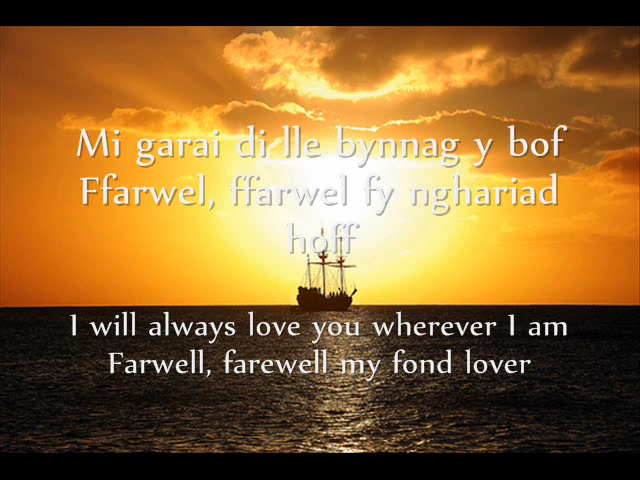 Mi garai di lle bynnag y bof
Ffarwel, ffarwel fy nghariad
hoff
I will always love you wherever I am
Farwell, farewell my fond lover